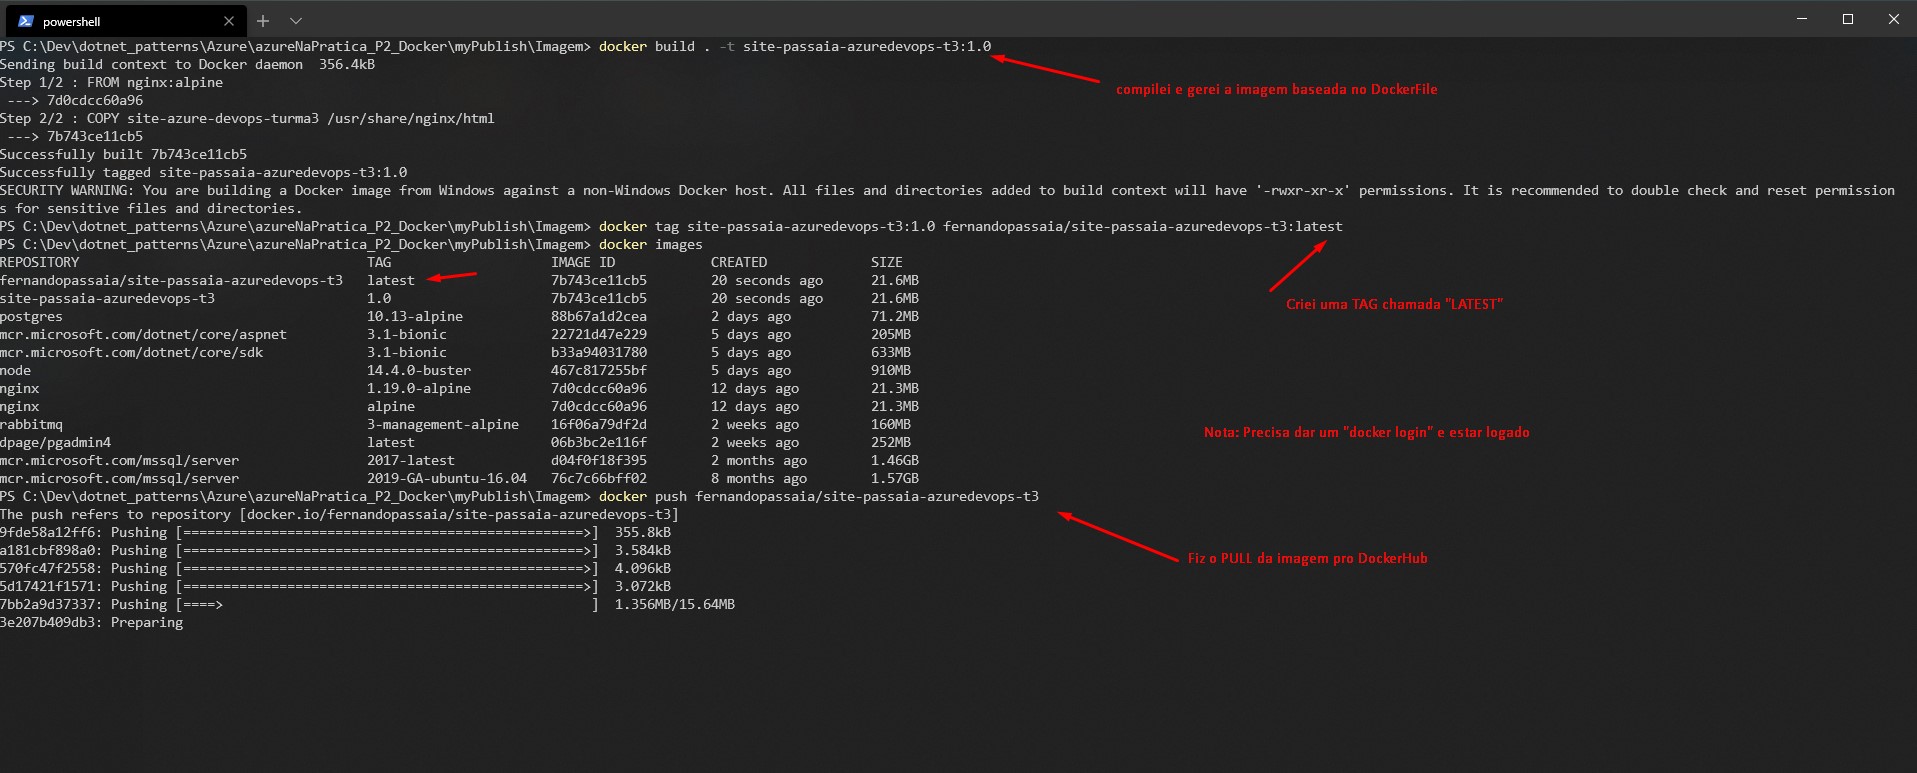 powershell
PS C:\Dev\dotnet_patterns\Azure\azureNaPratica_P2_Docker\myPublish\Imagem> docker build . -t site-passaia-azuredevops-t3:1.0
Sending build context to Docker daemon  356.4kB
Step 1/2 : FROM nginx:alpine
compilei e gerei a imagem baseada no DockerFile
 ---> 7d0cdcc60a96
Step 2/2 : COPY site-azure-devops-turma3 /usr/share/nginx/html
 ---> 7b743ce11cb5
Successfully built 7b743ce11cb5
Successfully tagged site-passaia-azuredevops-t3:1.0
SECURITY WARNING: You are building a Docker image from Windows against a non-Windows Docker host. All files and directories added to build context will have '-rwxr-xr-x' permissions. It is recommended to double check and reset permission
s for sensitive files and directories.
PS C:\Dev\dotnet_patterns\Azure\azureNaPratica_P2_Docker\myPublish\Imagem> docker tag site-passaia-azuredevops-t3:1.0 fernandopassaia/site-passaia-azuredevops-t3:latest
PS C:\Dev\dotnet_patterns\Azure\azureNaPratica_P2_Docker\myPublish\Imagem> docker images
REPOSITORY                                    TAG                    IMAGE ID            CREATED             SIZE
fernandopassaia/site-passaia-azuredevops-t3   latest                 7b743ce11cb5        20 seconds ago      21.6MB
site-passaia-azuredevops-t3                   1.0                    7b743ce11cb5        20 seconds ago      21.6MB
Criei uma TAG chamada "LATEST"
postgres                                      10.13-alpine           88b67a1d2cea        2 days ago          71.2MB
mcr.microsoft.com/dotnet/core/aspnet          3.1-bionic             22721d47e229        5 days ago          205MB
mcr.microsoft.com/dotnet/core/sdk             3.1-bionic             b33a94031780        5 days ago          633MB
node                                          14.4.0-buster          467c817255bf        5 days ago          910MB
nginx                                         1.19.0-alpine          7d0cdcc60a96        12 days ago         21.3MB
nginx                                         alpine                 7d0cdcc60a96        12 days ago         21.3MB
rabbitmq                                      3-management-alpine    16f06a79df2d        2 weeks ago         160MB
Nota: Precisa dar um "docker login" e estar logado
dpage/pgadmin4                                latest                 06b3bc2e116f        2 weeks ago         252MB
mcr.microsoft.com/mssql/server                2017-latest            d04f0f18f395        2 months ago        1.46GB
mcr.microsoft.com/mssql/server                2019-GA-ubuntu-16.04   76c7c66bff02        8 months ago        1.57GB
PS C:\Dev\dotnet_patterns\Azure\azureNaPratica_P2_Docker\myPublish\Imagem> docker push fernandopassaia/site-passaia-azuredevops-t3
The push refers to repository [docker.io/fernandopassaia/site-passaia-azuredevops-t3]
9fde58a12ff6: Pushing [==================================================>]  355.8kB
a181cbf898a0: Pushing [==================================================>]  3.584kB
Fiz o PULL da imagem pro DockerHub
570fc47f2558: Pushing [==================================================>]  4.096kB
5d17421f1571: Pushing [==================================================>]  3.072kB
7bb2a9d37337: Pushing [====>                                              ]  1.356MB/15.64MB
3e207b409db3: Preparing